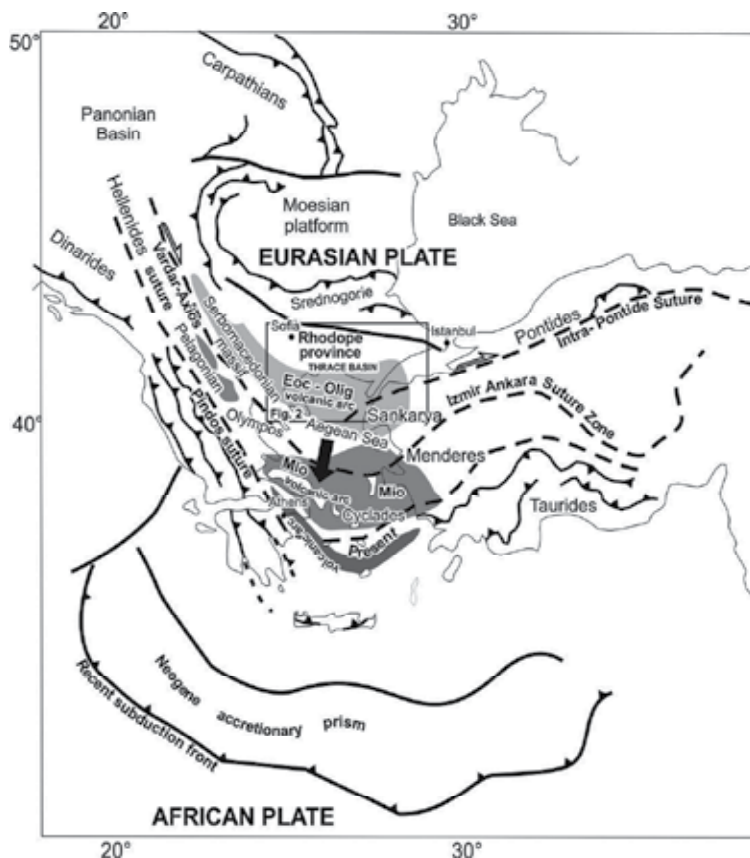 20°
30°
50°
Carpathians
Panonian
Basin
Moesian
platform
Black Sea
Hellenides
suture
Dinarides
EURASIAN PLATE
Vardar-Axios
Srednogorie
Serbomacedonian
massif
Sofia
Istanbul
Pontides
Intra-Pontide Suture
Rhodope
province
Pelagonian
THRACE BASIN
Eoc - Olig
volcanic arc
Izmir Ankara Suture Zone
Fig. 2
Sankarya
40°
Olympos
Aegean Sea
Pindos suture
Menderes
Mio
volcanic arc
Mio
Athens
Cyclades
Taurides
Present
volcanic arc
Neogene
accretionary
prism
Recent subduction front
AFRICAN PLATE
20°
30°